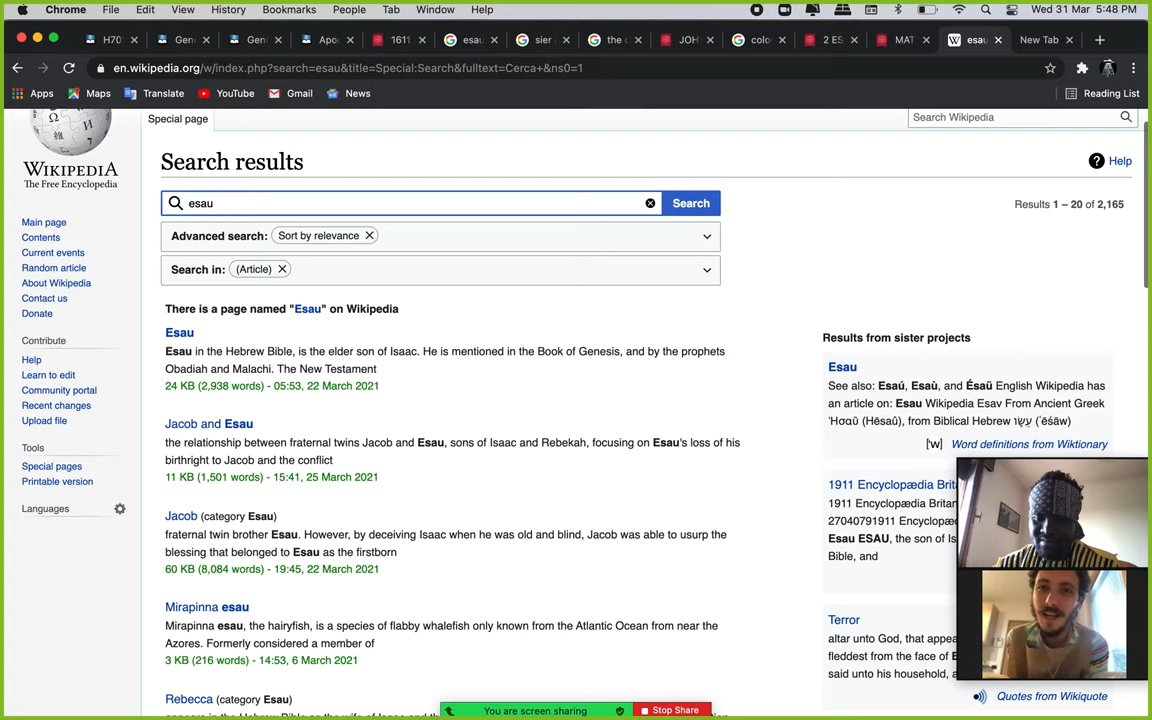 Chrome File Edit View History Bookmarks People Tab Window Help Wed 31 Mar 5:48 PM
H70 Gen Gen Apo 1611 esau sier the c JOH colo 2 ES MAT esau New Tab
en.wikipedia.org/w/index.php?search=esau&title=Special:Search&fulltext=Cerca+&ns0=1
Apps Maps Translate YouTube Gmail News Reading List
Special page
Search Wikipedia
WIKIPEDIA
The Free Encyclopedia
Main page
Contents
Current events
Random article
About Wikipedia
Contact us
Donate
Contribute
Help
Learn to edit
Community portal
Recent changes
Upload file
Tools
Special pages
Printable version
Languages
Search results
Help
esau
Search
Results 1 – 20 of 2,165
Advanced search: Sort by relevance
Search in: (Article)
There is a page named "Esau" on Wikipedia
Esau
Esau in the Hebrew Bible, is the elder son of Isaac. He is mentioned in the Book of Genesis, and by the prophets
Obadiah and Malachi. The New Testament
24 KB (2,938 words) - 05:53, 22 March 2021
Jacob and Esau
the relationship between fraternal twins Jacob and Esau, sons of Isaac and Rebekah, focusing on Esau's loss of his
birthright to Jacob and the conflict
11 KB (1,501 words) - 15:41, 25 March 2021
Jacob (category Esau)
fraternal twin brother Esau. However, by deceiving Isaac when he was old and blind, Jacob was able to usurp the
blessing that belonged to Esau as the firstborn
60 KB (8,084 words) - 19:45, 22 March 2021
Mirapinna esau
Mirapinna esau, the hairyfish, is a species of flabby whalefish only known from the Atlantic Ocean from near the
Azores. Formerly considered a member of
3 KB (216 words) - 14:53, 6 March 2021
Rebecca (category Esau)
Results from sister projects
Esau
See also: Esaú, Esaù, and Ésaü English Wikipedia has
an article on: Esau Wikipedia Esav From Ancient Greek
Ἠσαῦ (Ēsaû), from Biblical Hebrew עֵשָׂו (ʿēśāw)
Word definitions from Wiktionary
1911 Encyclopædia Brit
1911 Encyclopædia Britan
27040791911 Encyclopæd
Esau ESAU, the son of Is
Bible, and
Terror
altar unto God, that appea
fleddest from the face of E
said unto his household, a
Quotes from Wikiquote
You are screen sharing Stop Share